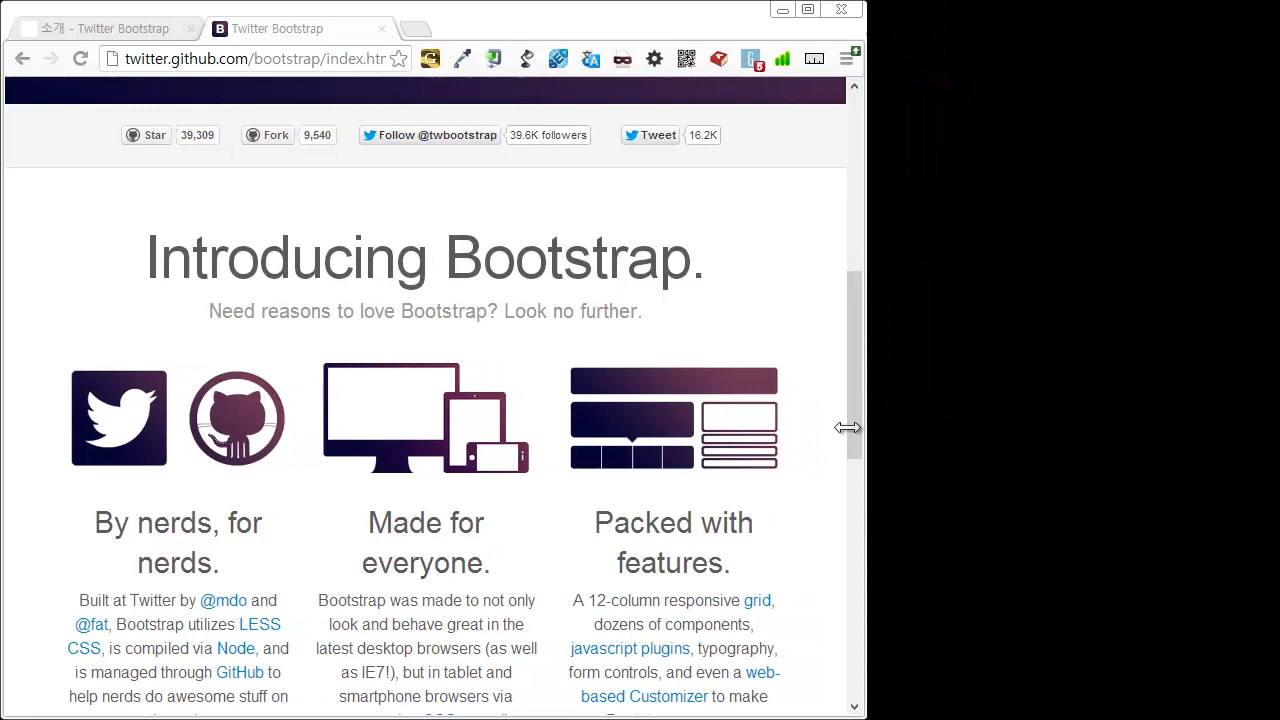 소개 - Twitter Bootstrap
Twitter Bootstrap
twitter.github.com/bootstrap/index.htr
5
Star 39,309 Fork 9,540 Follow @twbootstrap 39.6K followers Tweet 16.2K
Introducing Bootstrap.
Need reasons to love Bootstrap? Look no further.
By nerds, for
nerds.
Built at Twitter by @mdo and
@fat, Bootstrap utilizes LESS
CSS, is compiled via Node, and
is managed through GitHub to
help nerds do awesome stuff on
Made for
everyone.
Bootstrap was made to not only
look and behave great in the
latest desktop browsers (as well
as IE7!), but in tablet and
smartphone browsers via
Packed with
features.
A 12-column responsive grid,
dozens of components,
javascript plugins, typography,
form controls, and even a web-
based Customizer to make